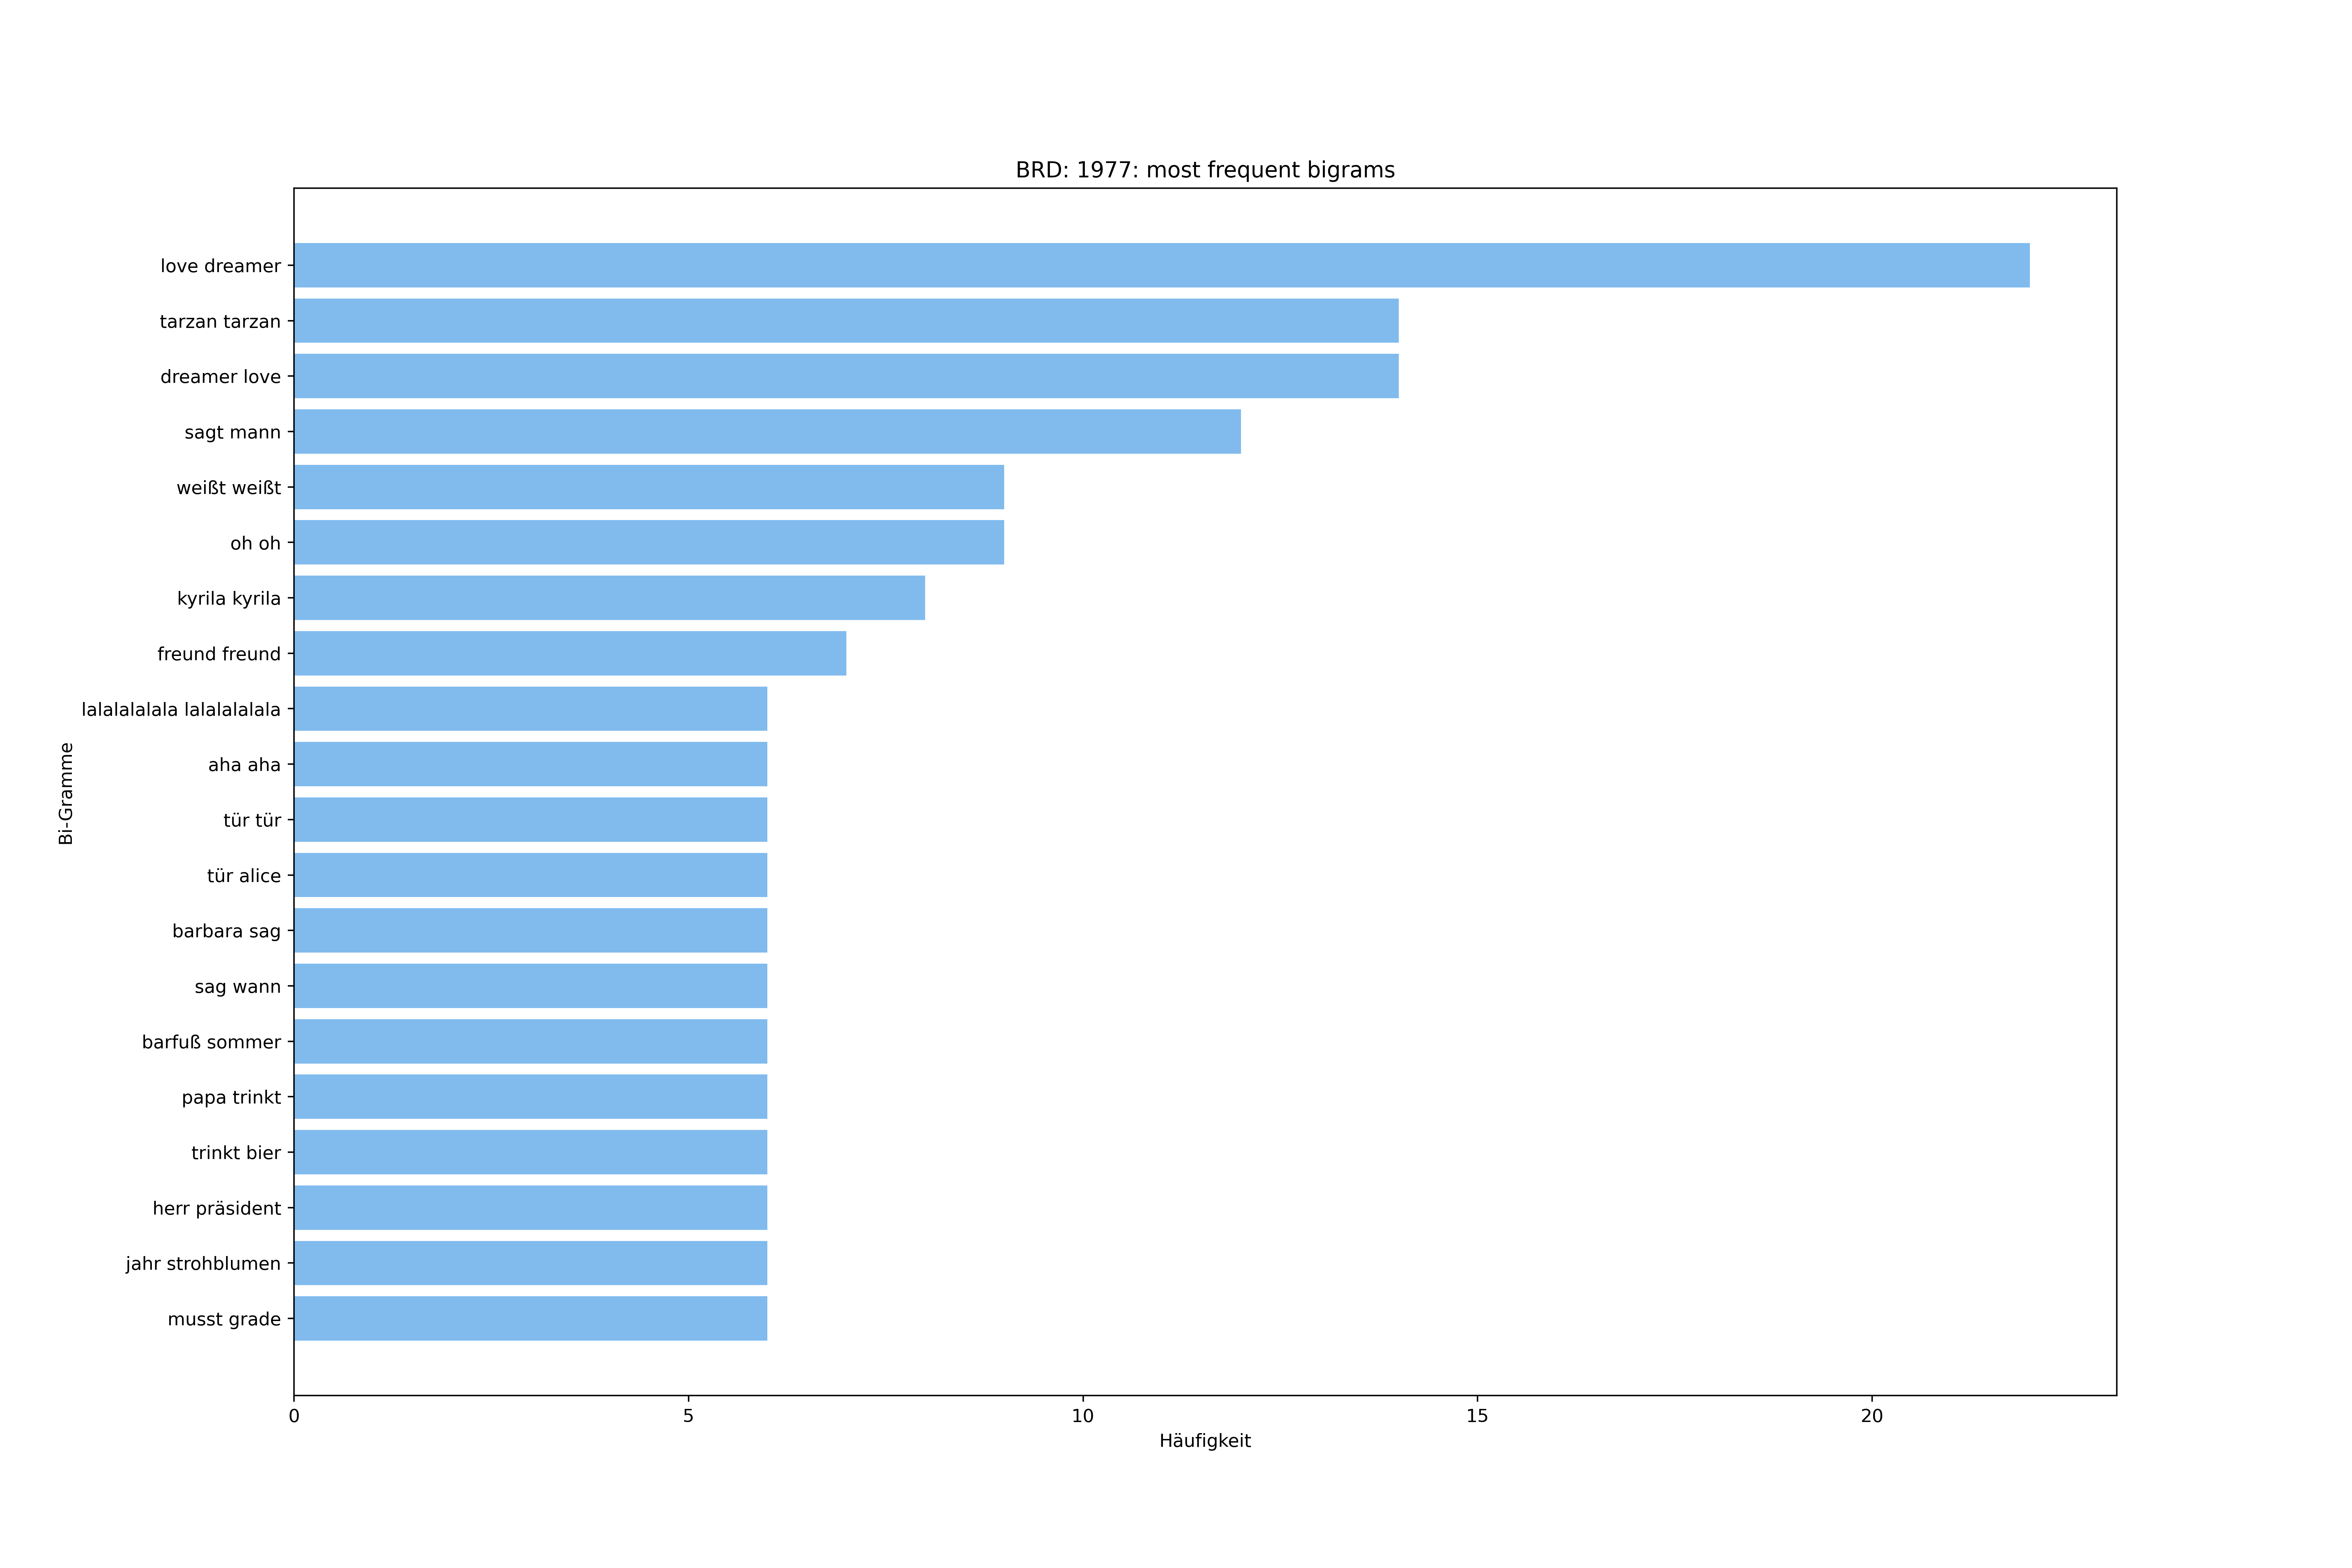 BRD: 1977: most frequent bigrams
Bi-Gramme
love dreamer
tarzan tarzan
dreamer love
sagt mann
weißt weißt
oh oh
kyrila kyrila
freund freund
lalalalalala lalalalalala
aha aha
tür tür
tür alice
barbara sag
sag wann
barfuß sommer
papa trinkt
trinkt bier
herr präsident
jahr strohblumen
musst grade
0 5 10 15 20
Häufigkeit